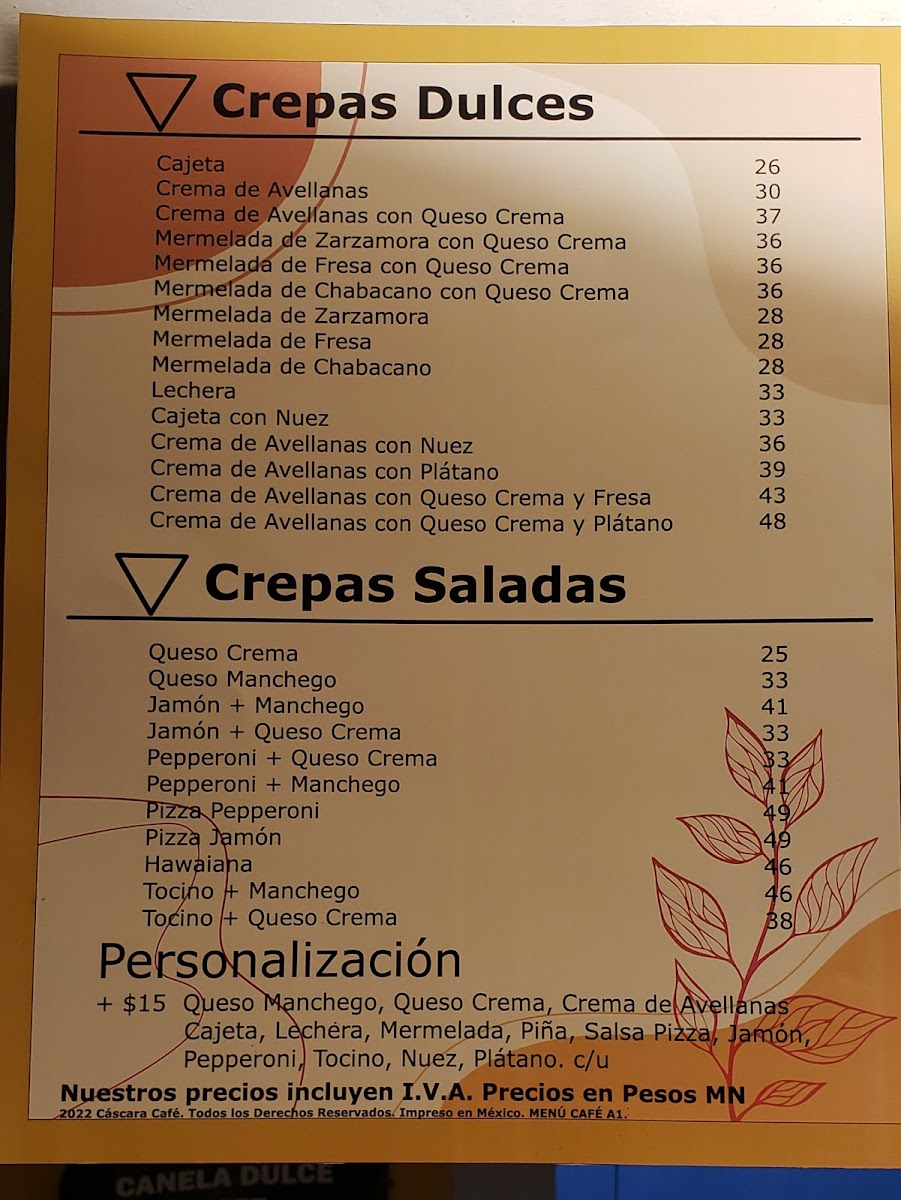 Crepas Dulces
Cajeta 26
Crema de Avellanas 30
Crema de Avellanas con Queso Crema 37
Mermelada de Zarzamora con Queso Crema 36
Mermelada de Fresa con Queso Crema 36
Mermelada de Chabacano con Queso Crema 36
Mermelada de Zarzamora 28
Mermelada de Fresa 28
Mermelada de Chabacano 28
Lechera 33
Cajeta con Nuez 33
Crema de Avellanas con Nuez 36
Crema de Avellanas con Plátano 39
Crema de Avellanas con Queso Crema y Fresa 43
Crema de Avellanas con Queso Crema y Plátano 48
Crepas Saladas
Queso Crema 25
Queso Manchego 33
Jamón + Manchego 41
Jamón + Queso Crema 33
Pepperoni + Queso Crema 33
Pepperoni + Manchego 41
Pizza Pepperoni 49
Pizza Jamón 49
Hawaiana 46
Tocino + Manchego 46
Tocino + Queso Crema 38
Personalización
+ $15 Queso Manchego, Queso Crema, Crema de Avellanas
Cajeta, Lechera, Mermelada, Piña, Salsa Pizza, Jamón,
Pepperoni, Tocino, Nuez, Plátano. c/u
Nuestros precios incluyen I.V.A. Precios en Pesos MN
2022 Cáscara Café. Todos los Derechos Reservados. Impreso en México. MENÚ CAFÉ A1.
CANELA DULCE